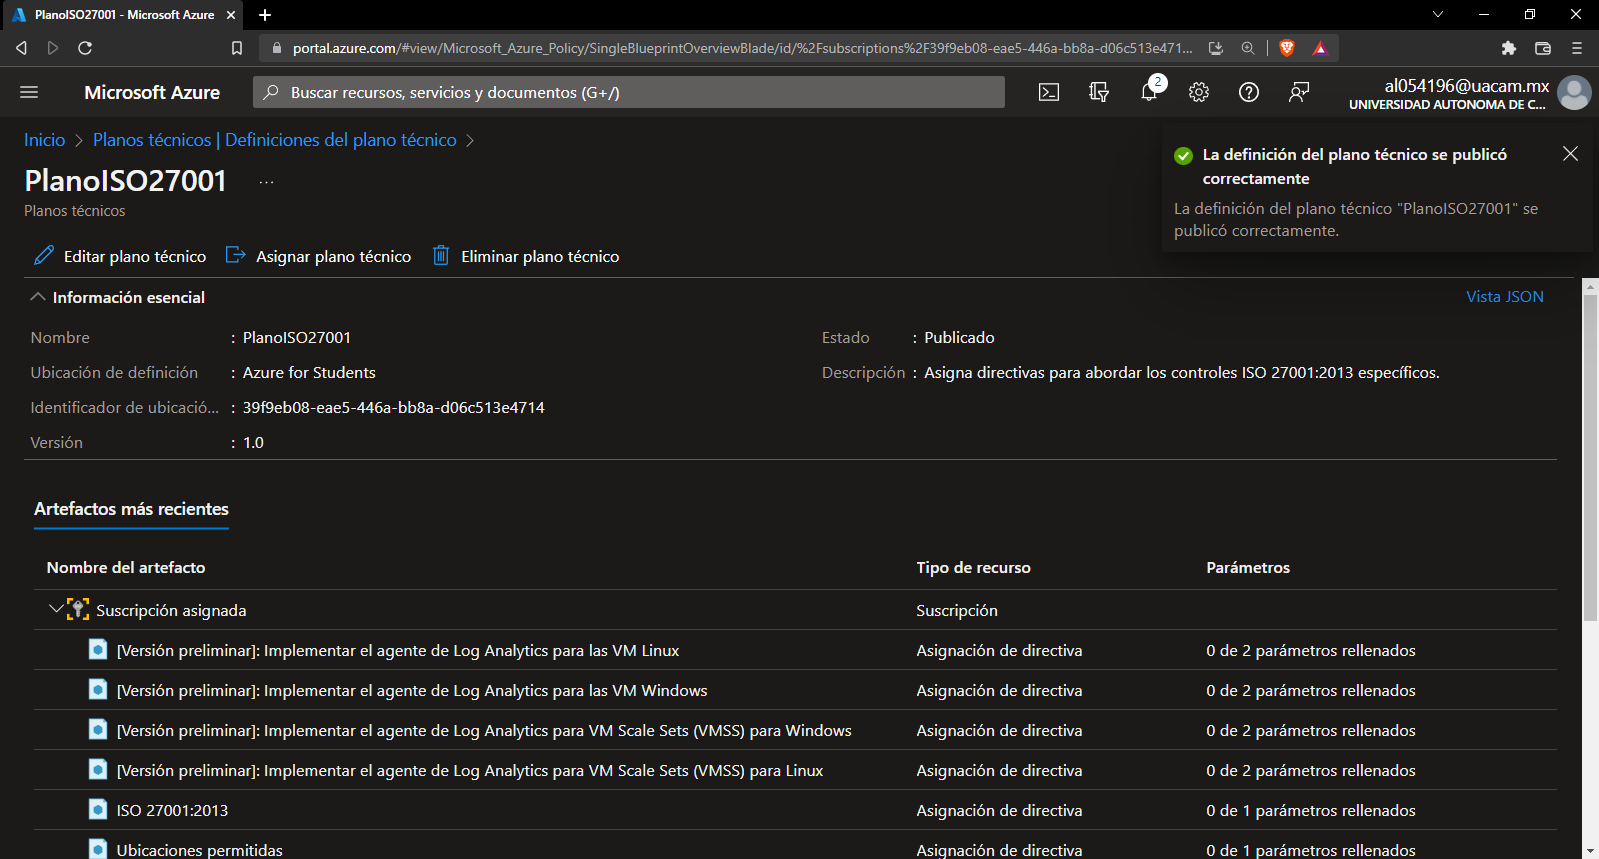 PlanoISO27001 - Microsoft Azure
portal.azure.com/#view/Microsoft_Azure_Policy/SingleBlueprintOverviewBlade/id/%2Fsubscriptions%2F39f9eb08-eae5-446a-bb8a-d06c513e471...
Microsoft Azure
Buscar recursos, servicios y documentos (G+/)
2
al054196@uacam.mx
UNIVERSIDAD AUTONOMA DE C...
Inicio > Planos técnicos | Definiciones del plano técnico >
La definición del plano técnico se publicó
correctamente
La definición del plano técnico "PlanoISO27001" se
publicó correctamente.
PlanoISO27001 ...
Planos técnicos
Editar plano técnico Asignar plano técnico Eliminar plano técnico
Información esencial Vista JSON
Nombre : PlanoISO27001 Estado : Publicado
Ubicación de definición : Azure for Students Descripción : Asigna directivas para abordar los controles ISO 27001:2013 específicos.
Identificador de ubicació... : 39f9eb08-eae5-446a-bb8a-d06c513e4714
Versión : 1.0
Artefactos más recientes
Nombre del artefacto Tipo de recurso Parámetros
Suscripción asignada Suscripción
[Versión preliminar]: Implementar el agente de Log Analytics para las VM Linux Asignación de directiva 0 de 2 parámetros rellenados
[Versión preliminar]: Implementar el agente de Log Analytics para las VM Windows Asignación de directiva 0 de 2 parámetros rellenados
[Versión preliminar]: Implementar el agente de Log Analytics para VM Scale Sets (VMSS) para Windows Asignación de directiva 0 de 2 parámetros rellenados
[Versión preliminar]: Implementar el agente de Log Analytics para VM Scale Sets (VMSS) para Linux Asignación de directiva 0 de 2 parámetros rellenados
ISO 27001:2013 Asignación de directiva 0 de 1 parámetros rellenados
Ubicaciones permitidas Asignación de directiva 0 de 1 parámetros rellenados